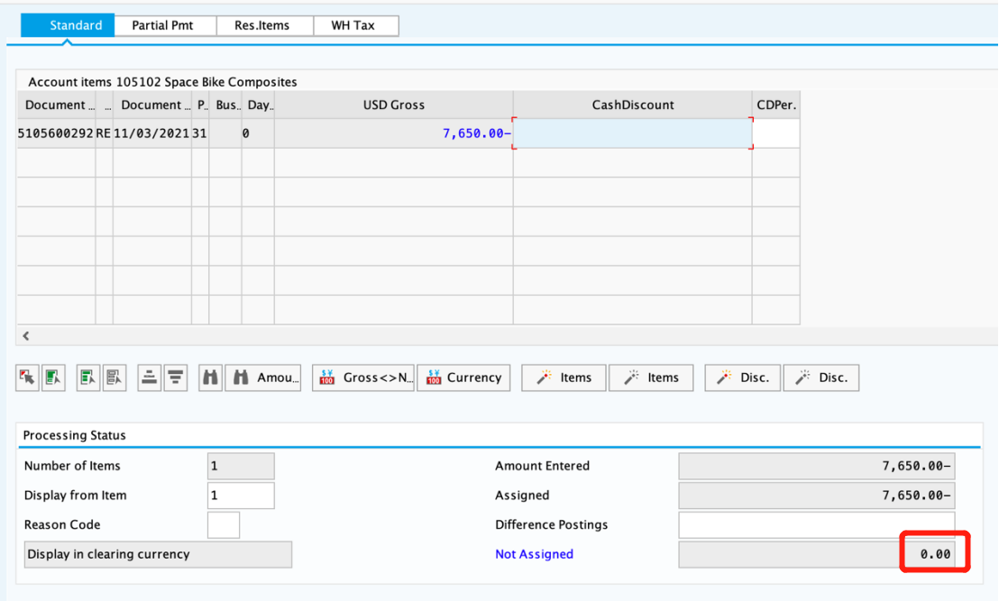 Standard Partial Pmt Res.Items WH Tax
Account items 105102 Space Bike Composites
Document ... ... Document ... P.. Bus.. Day.. USD Gross CashDiscount CDPer.
5105600292 RE 11/03/2021 31 0 7,650.00-
Amou... Gross<>N... Currency Items Items Disc. Disc.
Processing Status
Number of Items 1 Amount Entered 7,650.00-
Display from Item 1 Assigned 7,650.00-
Reason Code Difference Postings
Display in clearing currency Not Assigned 0.00